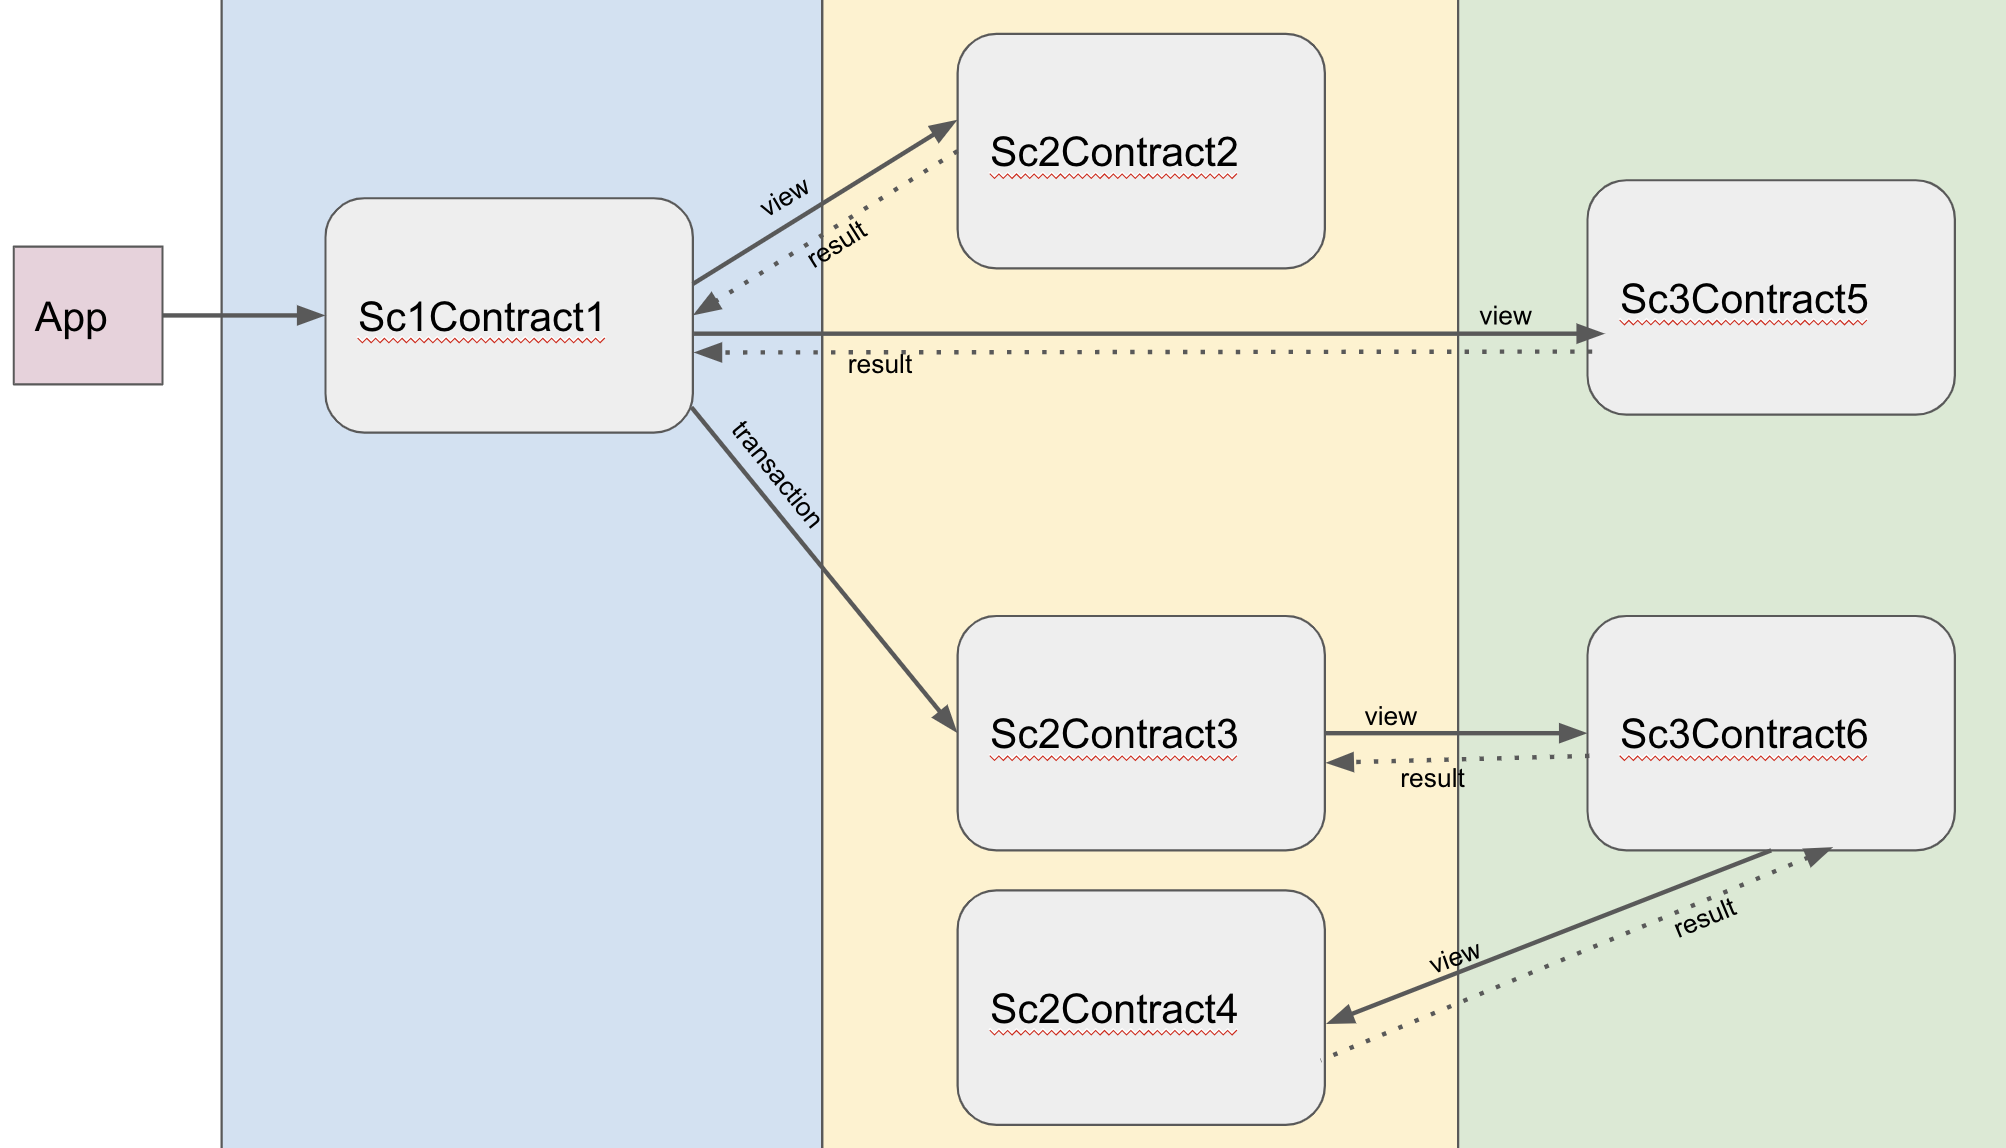 Sc2Contract2
view
result
Sc3Contract5
App
Sc1Contract1
view
result
transaction
Sc2Contract3
view
result
Sc3Contract6
result
view
Sc2Contract4